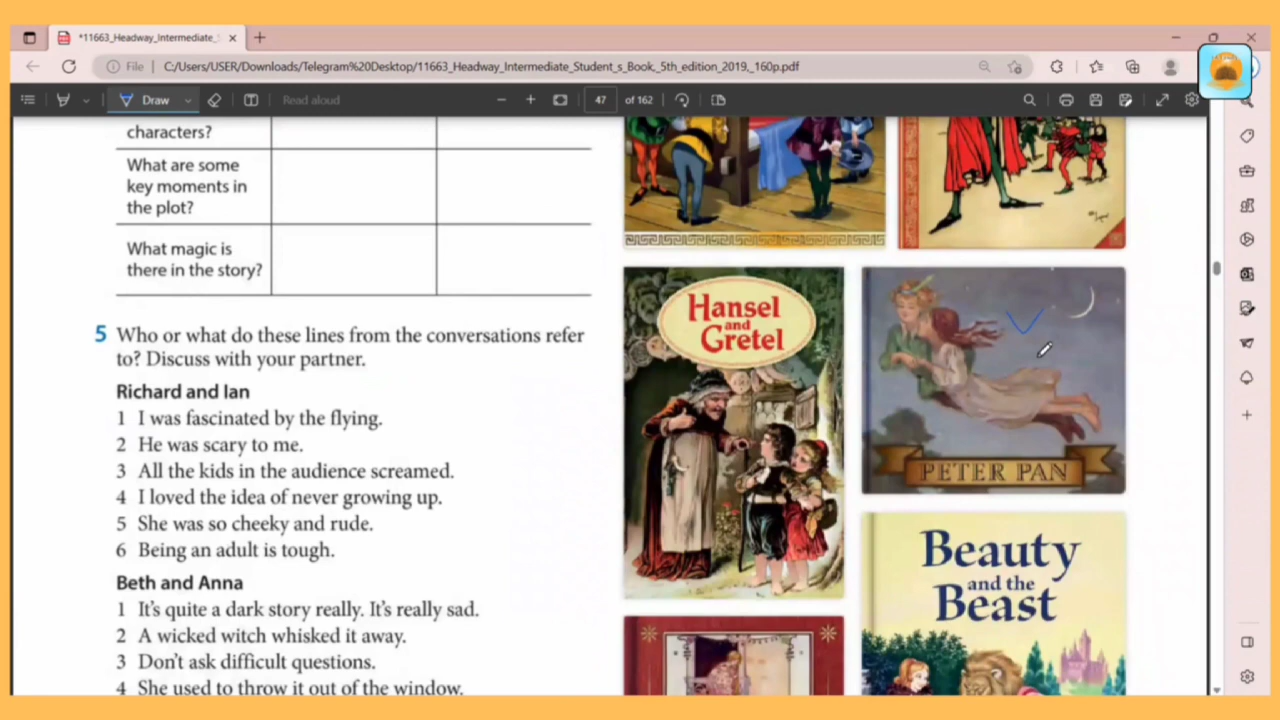 *11663_Headway_Intermediate_
File
C:/Users/USER/Downloads/Telegram%20Desktop/11663_Headway_Intermediate_Student_s_Book,_5th_edition_2019,_160p.pdf
Draw
Read aloud
47
of 162
characters?
What are some
key moments in
the plot?
What magic is
there in the story?
5 Who or what do these lines from the conversations refer
to? Discuss with your partner.
Richard and Ian
1 I was fascinated by the flying.
2 He was scary to me.
3 All the kids in the audience screamed.
4 I loved the idea of never growing up.
5 She was so cheeky and rude.
6 Being an adult is tough.
Beth and Anna
1 It's quite a dark story really. It's really sad.
2 A wicked witch whisked it away.
3 Don't ask difficult questions.
4 She used to throw it out of the window.
Hansel
and
Gretel
PETER PAN
Beauty
and the
Beast